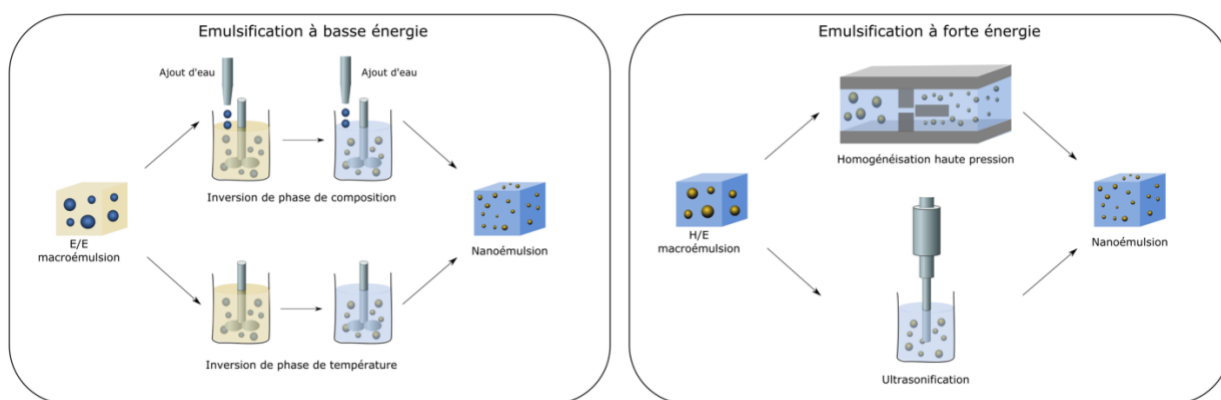 Emulsification à basse énergie
Ajout d'eau
Ajout d'eau
Inversion de phase de composition
E/E
macroémulsion
Nanoémulsion
Inversion de phase de température
Emulsification à forte énergie
Homogénéisation haute pression
H/E
macroémulsion
Nanoémulsion
Ultrasonification